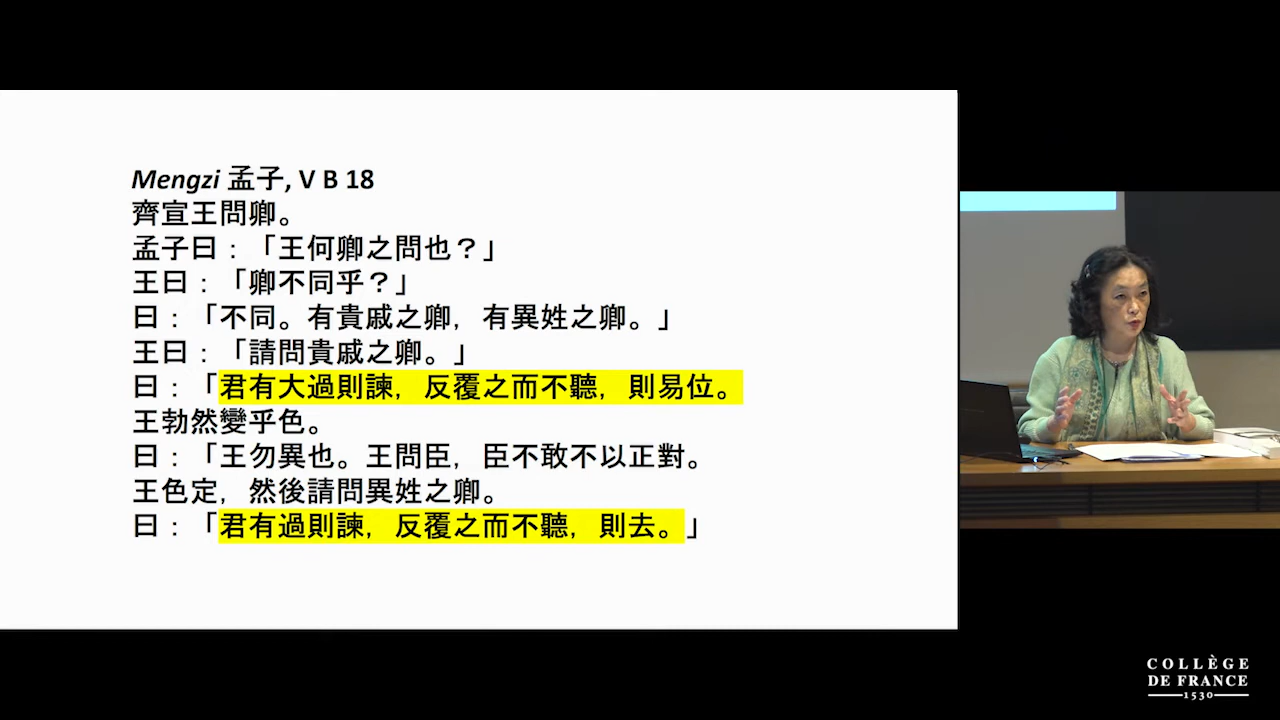 Mengzi 孟子, V B 18
齊宣王問卿。
孟子曰：「王何卿之問也？」
王曰：「卿不同乎？」
曰：「不同。有貴戚之卿，有異姓之卿。」
王曰：「請問貴戚之卿。」
曰：「君有大過則諫，反覆之而不聽，則易位。
王勃然變乎色。
曰：「王勿異也。王問臣，臣不敢不以正對。
王色定，然後請問異姓之卿。
曰：「君有過則諫，反覆之而不聽，則去。」
COLLÈGE
DE FRANCE
1530